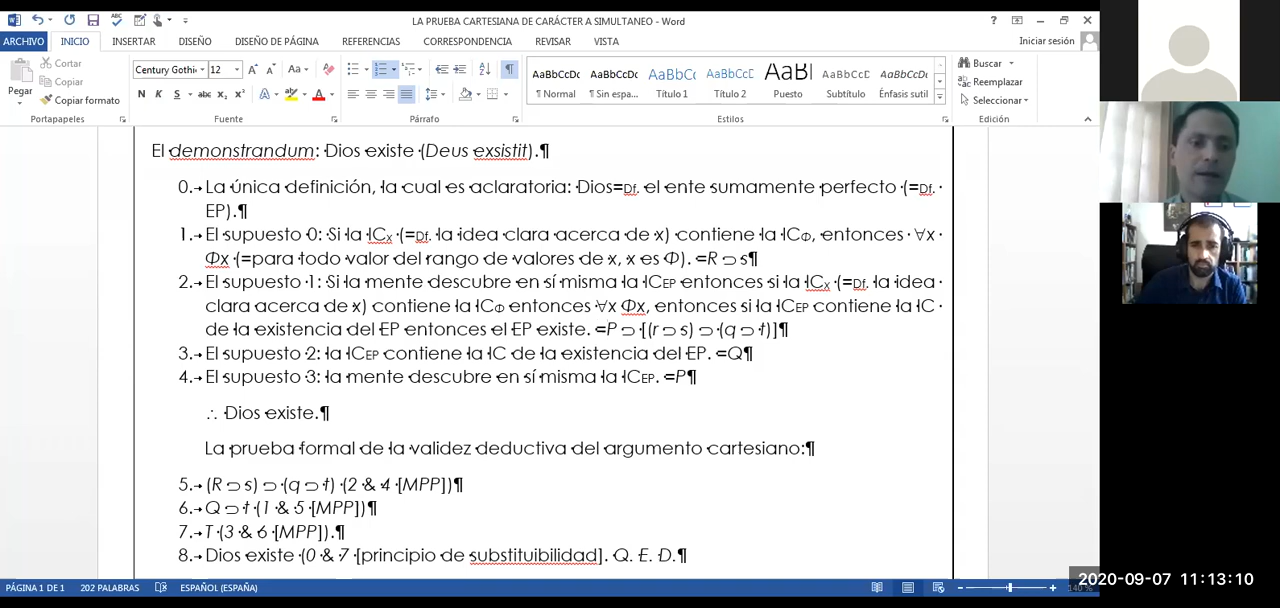 LA PRUEBA CARTESIANA DE CARÁCTER A SIMULTANEO - Word
ARCHIVO INICIO INSERTAR DISEÑO DISEÑO DE PÁGINA REFERENCIAS CORRESPONDENCIA REVISAR VISTA Iniciar sesión
Cortar
Copiar
Copiar formato
Pegar
Century Gothi 12
N K S abc x₂ x²
AaBbCcDc AaBbCcDc AaBbC AaBbCc AaBl AaBbCcD AaBbCcDc
¶ Normal ¶ Sin espa... Título 1 Título 2 Puesto Subtítulo Énfasis sutil
Buscar
Reemplazar
Seleccionar
Portapapeles Fuente Párrafo Estilos Edición
El demonstrandum: Dios existe (Deus exsistit).¶
0. La única definición, la cual es aclaratoria: Dios=Df. el ente sumamente perfecto (=Df.
EP).¶
1. El supuesto 0: Si la ICx (=Df. la idea clara acerca de x) contiene la ICΦ, entonces ∀x
Φx (=para todo valor del rango de valores de x, x es Φ). =R ⊃ s¶
2. El supuesto 1: Si la mente descubre en sí misma la ICEP entonces si la ICx (=Df. la idea
clara acerca de x) contiene la ICΦ entonces ∀x Φx, entonces si la ICEP contiene la IC
de la existencia del EP entonces el EP existe. =P ⊃ [(r ⊃ s) ⊃ (q ⊃ t)]¶
3. El supuesto 2: la ICEP contiene la IC de la existencia del EP. =Q¶
4. El supuesto 3: la mente descubre en sí misma la ICEP. =P¶
∴ Dios existe.¶
La prueba formal de la validez deductiva del argumento cartesiano:¶
5. (R ⊃ s) ⊃ (q ⊃ t) (2 & 4 [MPP])¶
6. Q ⊃ t (1 & 5 [MPP])¶
7. T (3 & 6 [MPP]).¶
8. Dios existe (0 & 7 [principio de substituibilidad]. Q. E. D.¶
PÁGINA 1 DE 1 202 PALABRAS ESPAÑOL (ESPAÑA) 140 %
2020-09-07 11:13:10